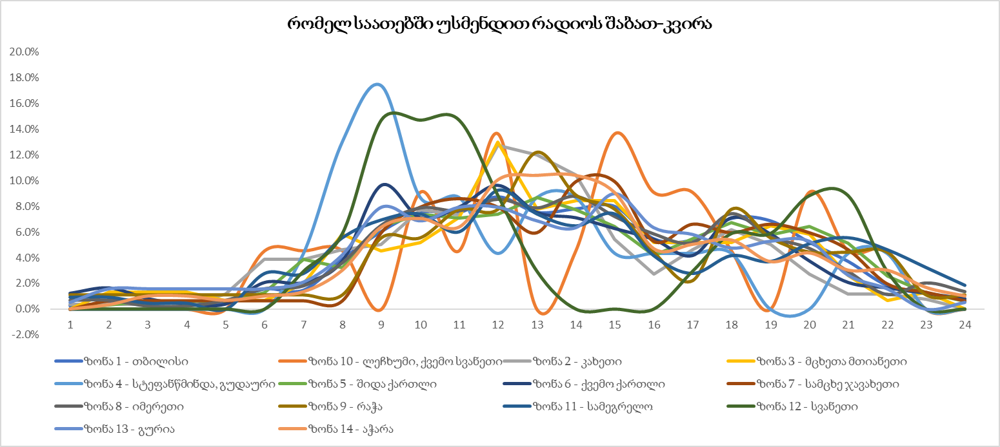 რომელ საათებში უსმენდით რადიოს შაბათ-კვირა
20.0%
18.0%
16.0%
14.0%
12.0%
10.0%
8.0%
6.0%
4.0%
2.0%
0.0%
-2.0%
1 2 3 4 5 6 7 8 9 10 11 12 13 14 15 16 17 18 19 20 21 22 23 24
ზონა 1 - თბილისი ზონა 10 - ლეჩხუმი, ქვემო სვანეთი ზონა 2 - კახეთი ზონა 3 - მცხეთა მთიანეთი
ზონა 4 - სტეფანწმინდა, გუდაური ზონა 5 - შიდა ქართლი ზონა 6 - ქვემო ქართლი ზონა 7 - სამცხე ჯავახეთი
ზონა 8 - იმერეთი ზონა 9 - რაჭა ზონა 11 - სამეგრელო ზონა 12 - სვანეთი
ზონა 13 - გურია ზონა 14 - აჭარა